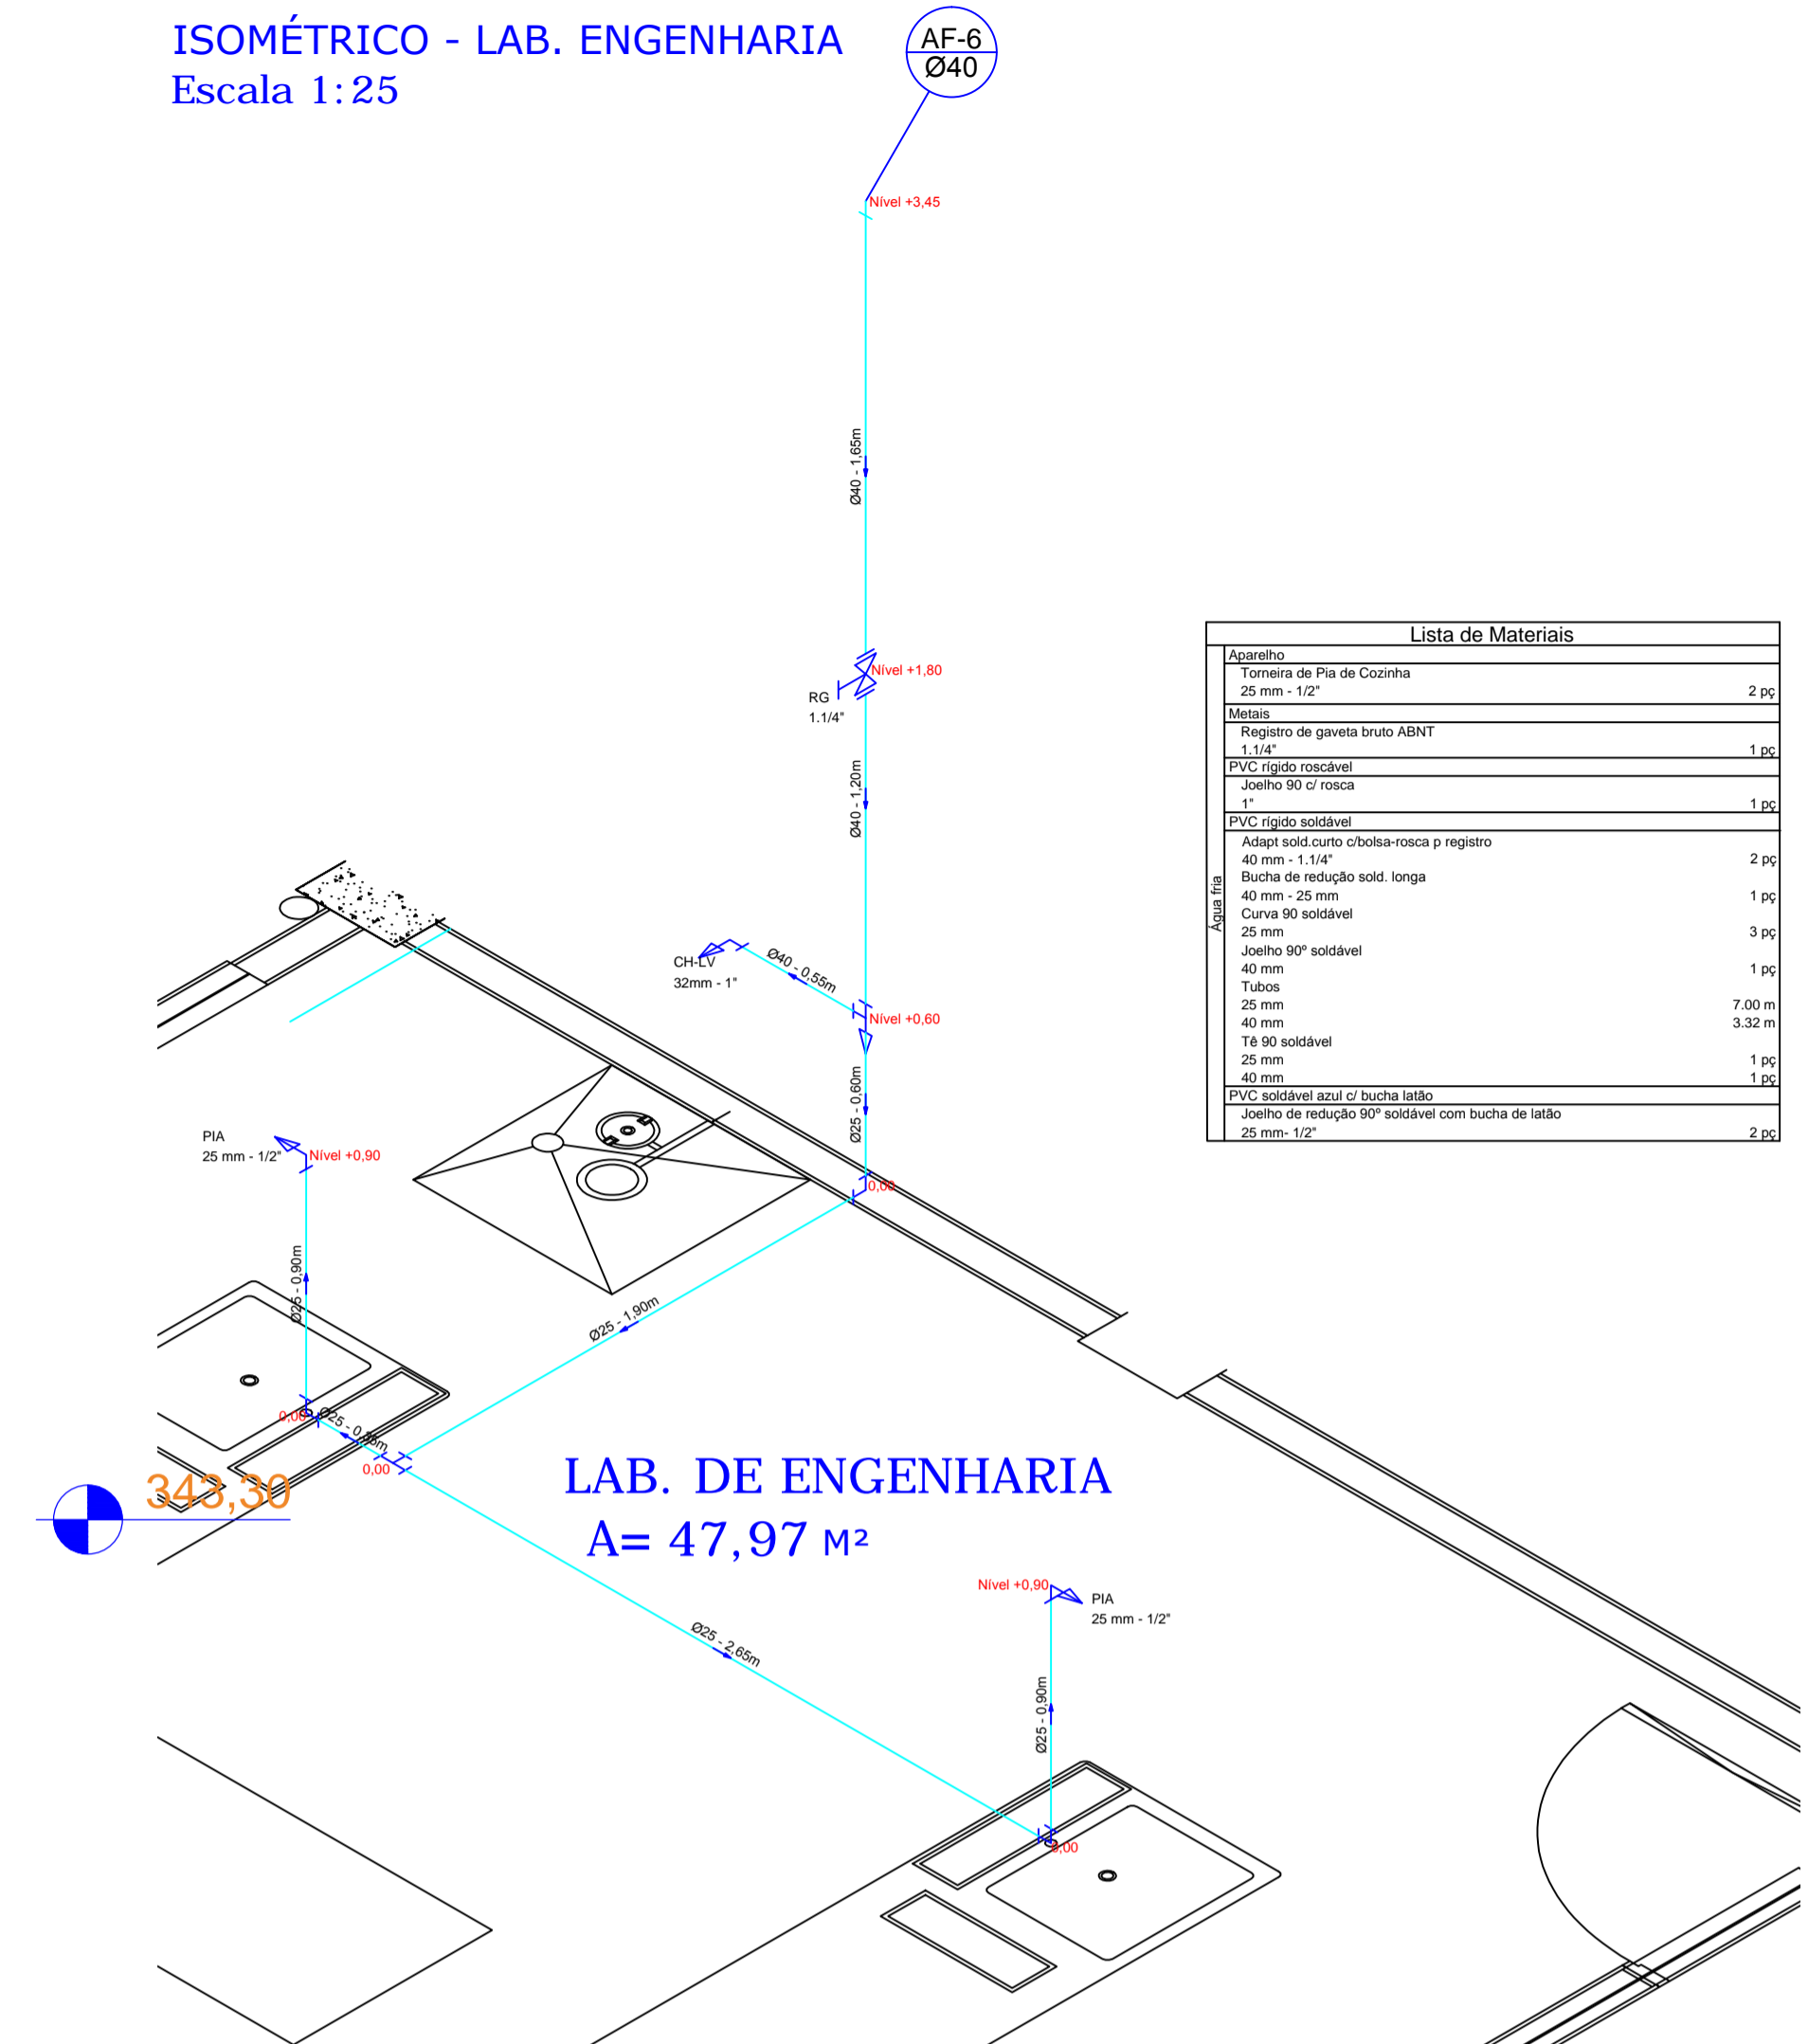 ISOMÉTRICO - LAB. ENGENHARIA
Escala 1:25
AF-6
Ø40
Nível +3,45
Ø40 - 1,65m
Nível +1,80
RG
1.1/4"
Ø40 - 1,20m
CH-LV
32mm - 1"
Ø40 - 0,55m
Nível +0,60
Ø25 - 0,60m
0,00
PIA
25 mm - 1/2"
Nível +0,90
Ø25 - 0,90m
Ø25 - 1,90m
0,00
0,00
343,30
LAB. DE ENGENHARIA
A= 47,97 M²
Ø25 - 2,65m
Nível +0,90
PIA
25 mm - 1/2"
Ø25 - 0,90m
0,00
Lista de Materiais
Água fria
Aparelho
Torneira de Pia de Cozinha
25 mm - 1/2" 2 pç
Metais
Registro de gaveta bruto ABNT
1.1/4" 1 pç
PVC rígido roscável
Joelho 90 c/ rosca
1" 1 pç
PVC rígido soldável
Adapt sold.curto c/bolsa-rosca p registro
40 mm - 1.1/4" 2 pç
Bucha de redução sold. longa
40 mm - 25 mm 1 pç
Curva 90 soldável
25 mm 3 pç
Joelho 90º soldável
40 mm 1 pç
Tubos
25 mm 7.00 m
40 mm 3.32 m
Tê 90 soldável
25 mm 1 pç
40 mm 1 pç
PVC soldável azul c/ bucha latão
Joelho de redução 90º soldável com bucha de latão
25 mm- 1/2" 2 pç